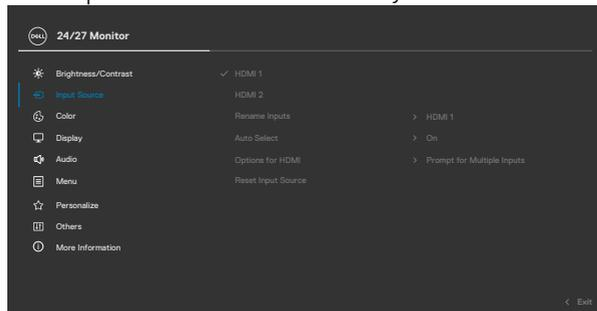 DELL 24/27 Monitor
Brightness/Contrast ✓ HDMI 1
Input Source HDMI 2
Color Rename Inputs > HDMI 1
Display Auto Select > On
Audio Options for HDMI > Prompt for Multiple Inputs
Menu Reset Input Source
Personalize
Others
More Information
< Exit